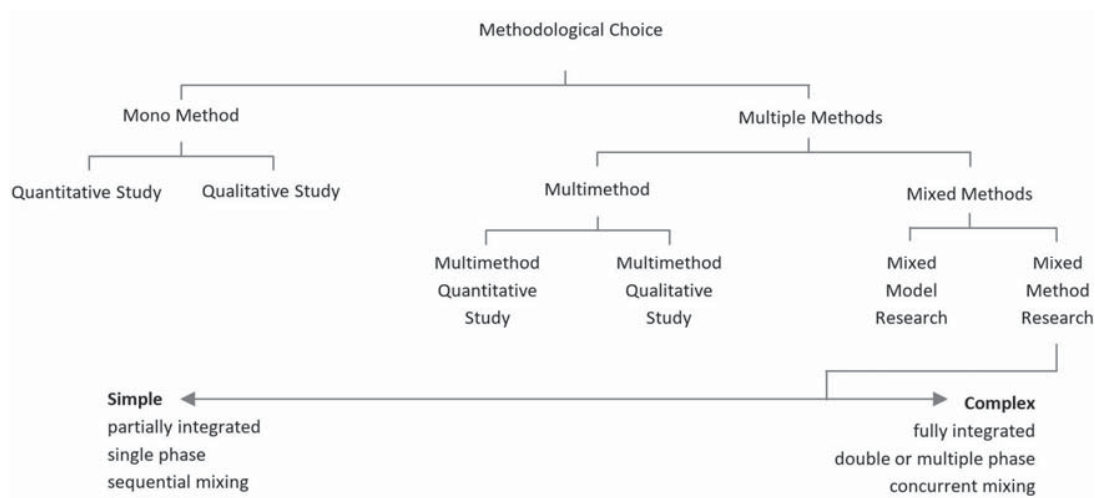 Methodological Choice
Mono Method
Multiple Methods
Quantitative Study
Qualitative Study
Multimethod
Mixed Methods
Multimethod
Quantitative
Study
Multimethod
Qualitative
Study
Mixed
Model
Research
Mixed
Method
Research
Simple
partially integrated
single phase
sequential mixing
Complex
fully integrated
double or multiple phase
concurrent mixing